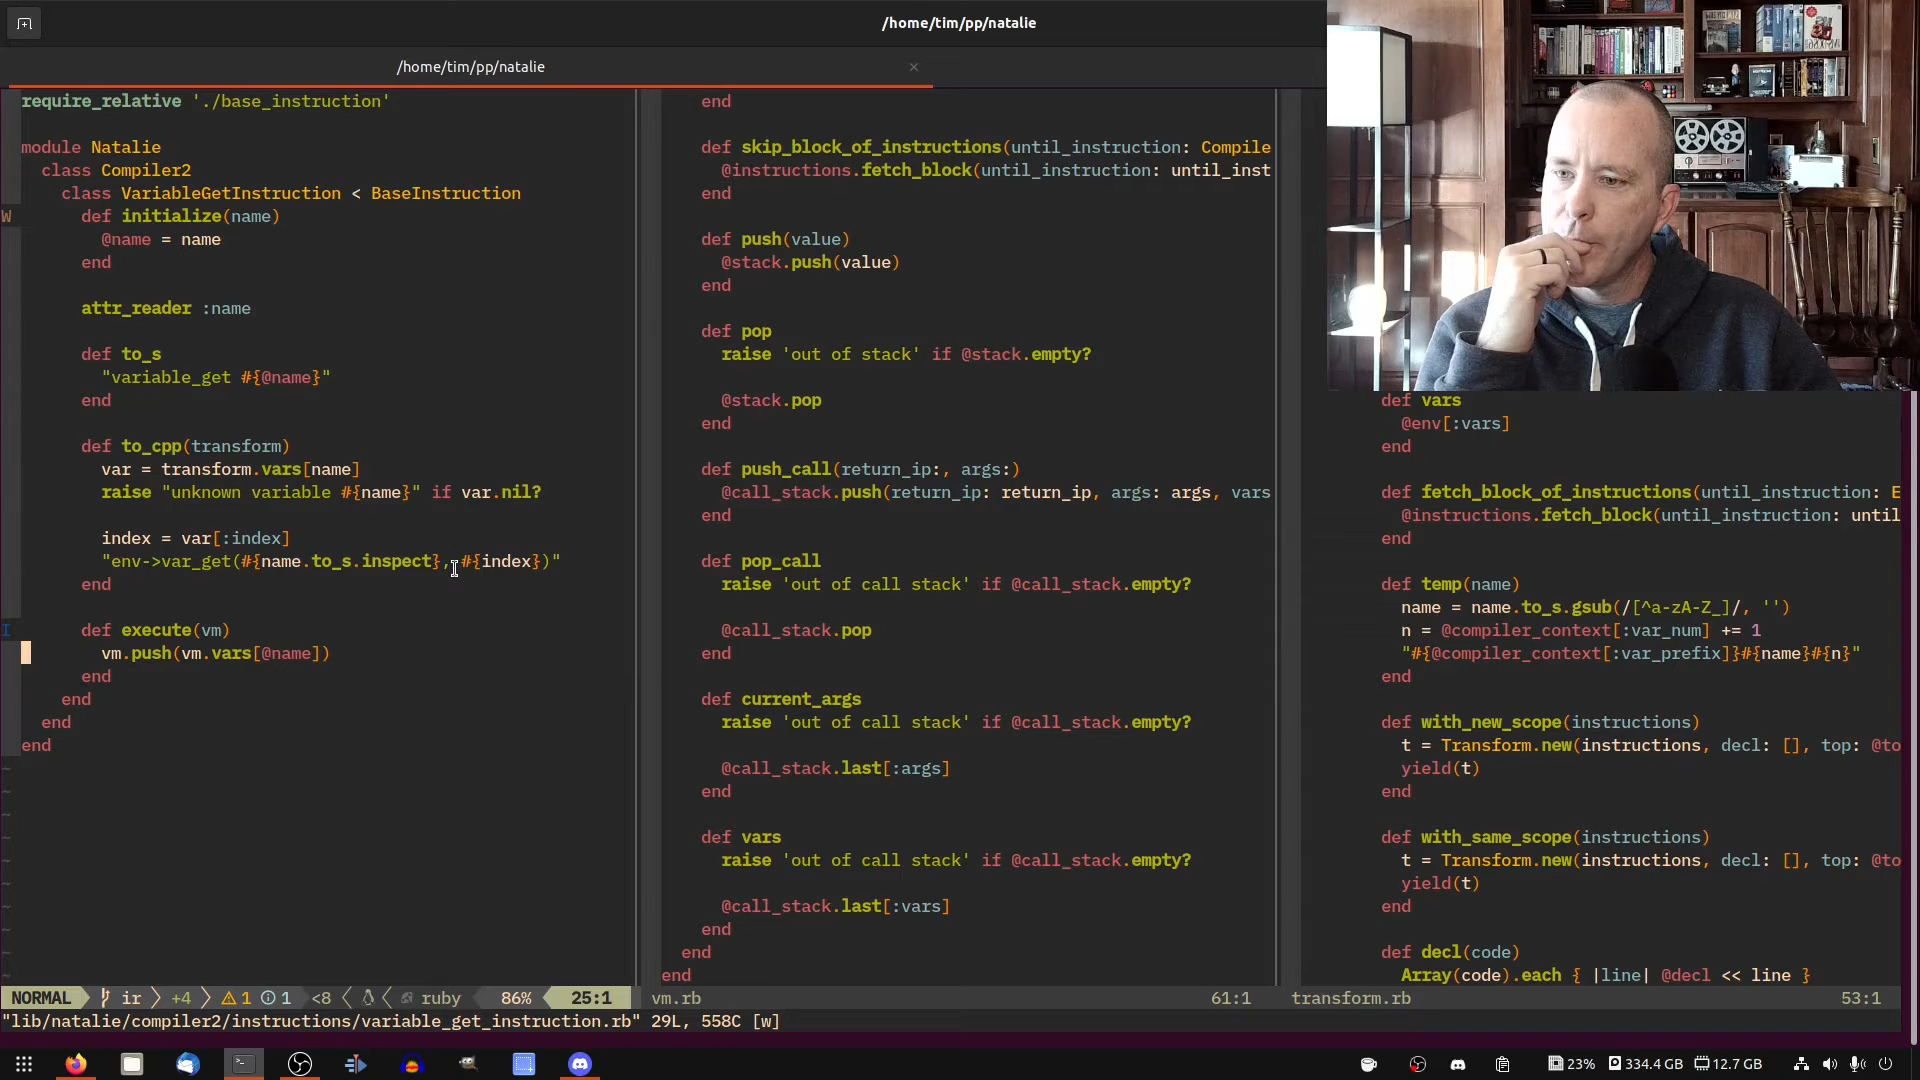 /home/tim/pp/natalie
/home/tim/pp/natalie ×
require_relative './base_instruction'
module Natalie
class Compiler2
class VariableGetInstruction < BaseInstruction
W def initialize(name)
@name = name
end
attr_reader :name
def to_s
"variable_get #{@name}"
end
def to_cpp(transform)
var = transform.vars[name]
raise "unknown variable #{name}" if var.nil?
index = var[:index]
"env->var_get(#{name.to_s.inspect}, #{index})"
end
I def execute(vm)
vm.push(vm.vars[@name])
end
end
end
end
~
~
~
~
~
~
~
~
~
~
end
def skip_block_of_instructions(until_instruction: Compile
@instructions.fetch_block(until_instruction: until_inst
end
def push(value)
@stack.push(value)
end
def pop
raise 'out of stack' if @stack.empty?
@stack.pop
end
def push_call(return_ip:, args:)
@call_stack.push(return_ip: return_ip, args: args, vars
end
def pop_call
raise 'out of call stack' if @call_stack.empty?
@call_stack.pop
end
def current_args
raise 'out of call stack' if @call_stack.empty?
@call_stack.last[:args]
end
def vars
raise 'out of call stack' if @call_stack.empty?
@call_stack.last[:vars]
end
end
end
def vars
@env[:vars]
end
def fetch_block_of_instructions(until_instruction: E
@instructions.fetch_block(until_instruction: until
end
def temp(name)
name = name.to_s.gsub(/[^a-zA-Z_]/, '')
n = @compiler_context[:var_num] += 1
"#{@compiler_context[:var_prefix]}#{name}#{n}"
end
def with_new_scope(instructions)
t = Transform.new(instructions, decl: [], top: @to
yield(t)
end
def with_same_scope(instructions)
t = Transform.new(instructions, decl: [], top: @to
yield(t)
end
def decl(code)
Array(code).each { |line| @decl << line }
NORMAL ir +4 1 1 <8 ruby 86% 25:1
vm.rb 61:1
transform.rb 53:1
"lib/natalie/compiler2/instructions/variable_get_instruction.rb" 29L, 558C [w]
23% 334.4 GB 12.7 GB